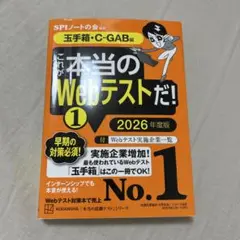 SPIノートの会
玉手箱・C-GAB編
これが
本当の
Webテストだ!
①
2026年度版
早期の
対策必須!
Webテスト実施企業一覧
実施企業増加!
最も使われているWebテスト
「玉手箱」はこの1冊でOK!
インターンシップでも
本番が使える!
Webテスト対策本で売上
No.1